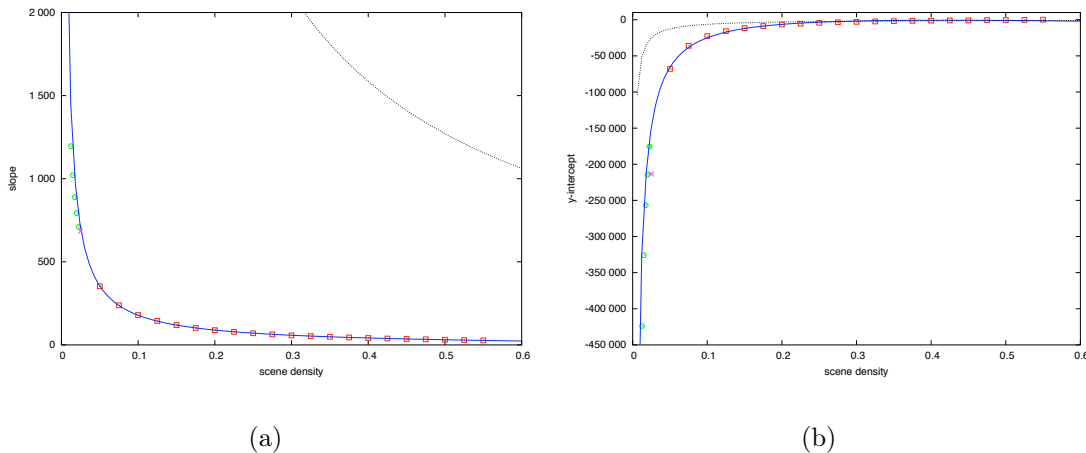 2 000
1 500
1 000
500
0
slope
0 0.1 0.2 0.3 0.4 0.5 0.6
scene density
(a)
0
-50 000
-100 000
-150 000
-200 000
-250 000
-300 000
-350 000
-400 000
-450 000
y-intercept
0 0.1 0.2 0.3 0.4 0.5 0.6
scene density
(b)